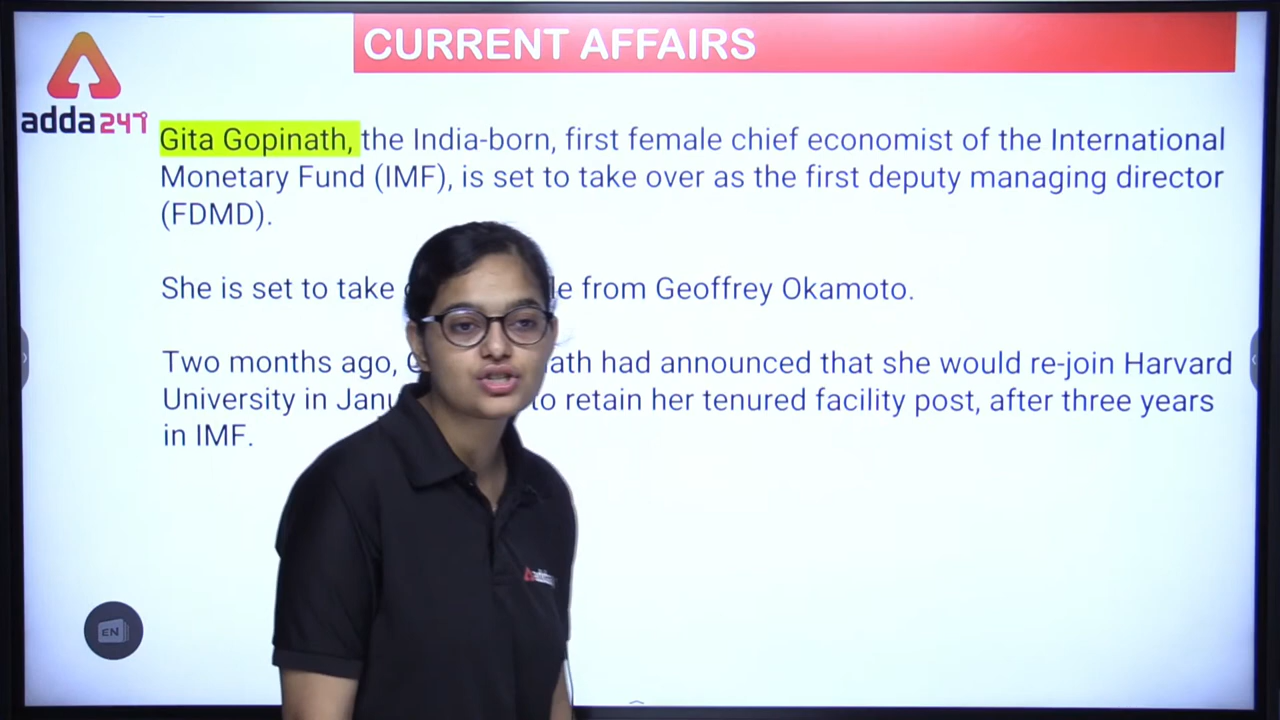 CURRENT AFFAIRS
adda247
Gita Gopinath, the India-born, first female chief economist of the International
Monetary Fund (IMF), is set to take over as the first deputy managing director
(FDMD).
She is set to take from Geoffrey Okamoto.
Two months ago, had announced that she would re-join Harvard
University in to retain her tenured facility post, after three years
in IMF.
EN